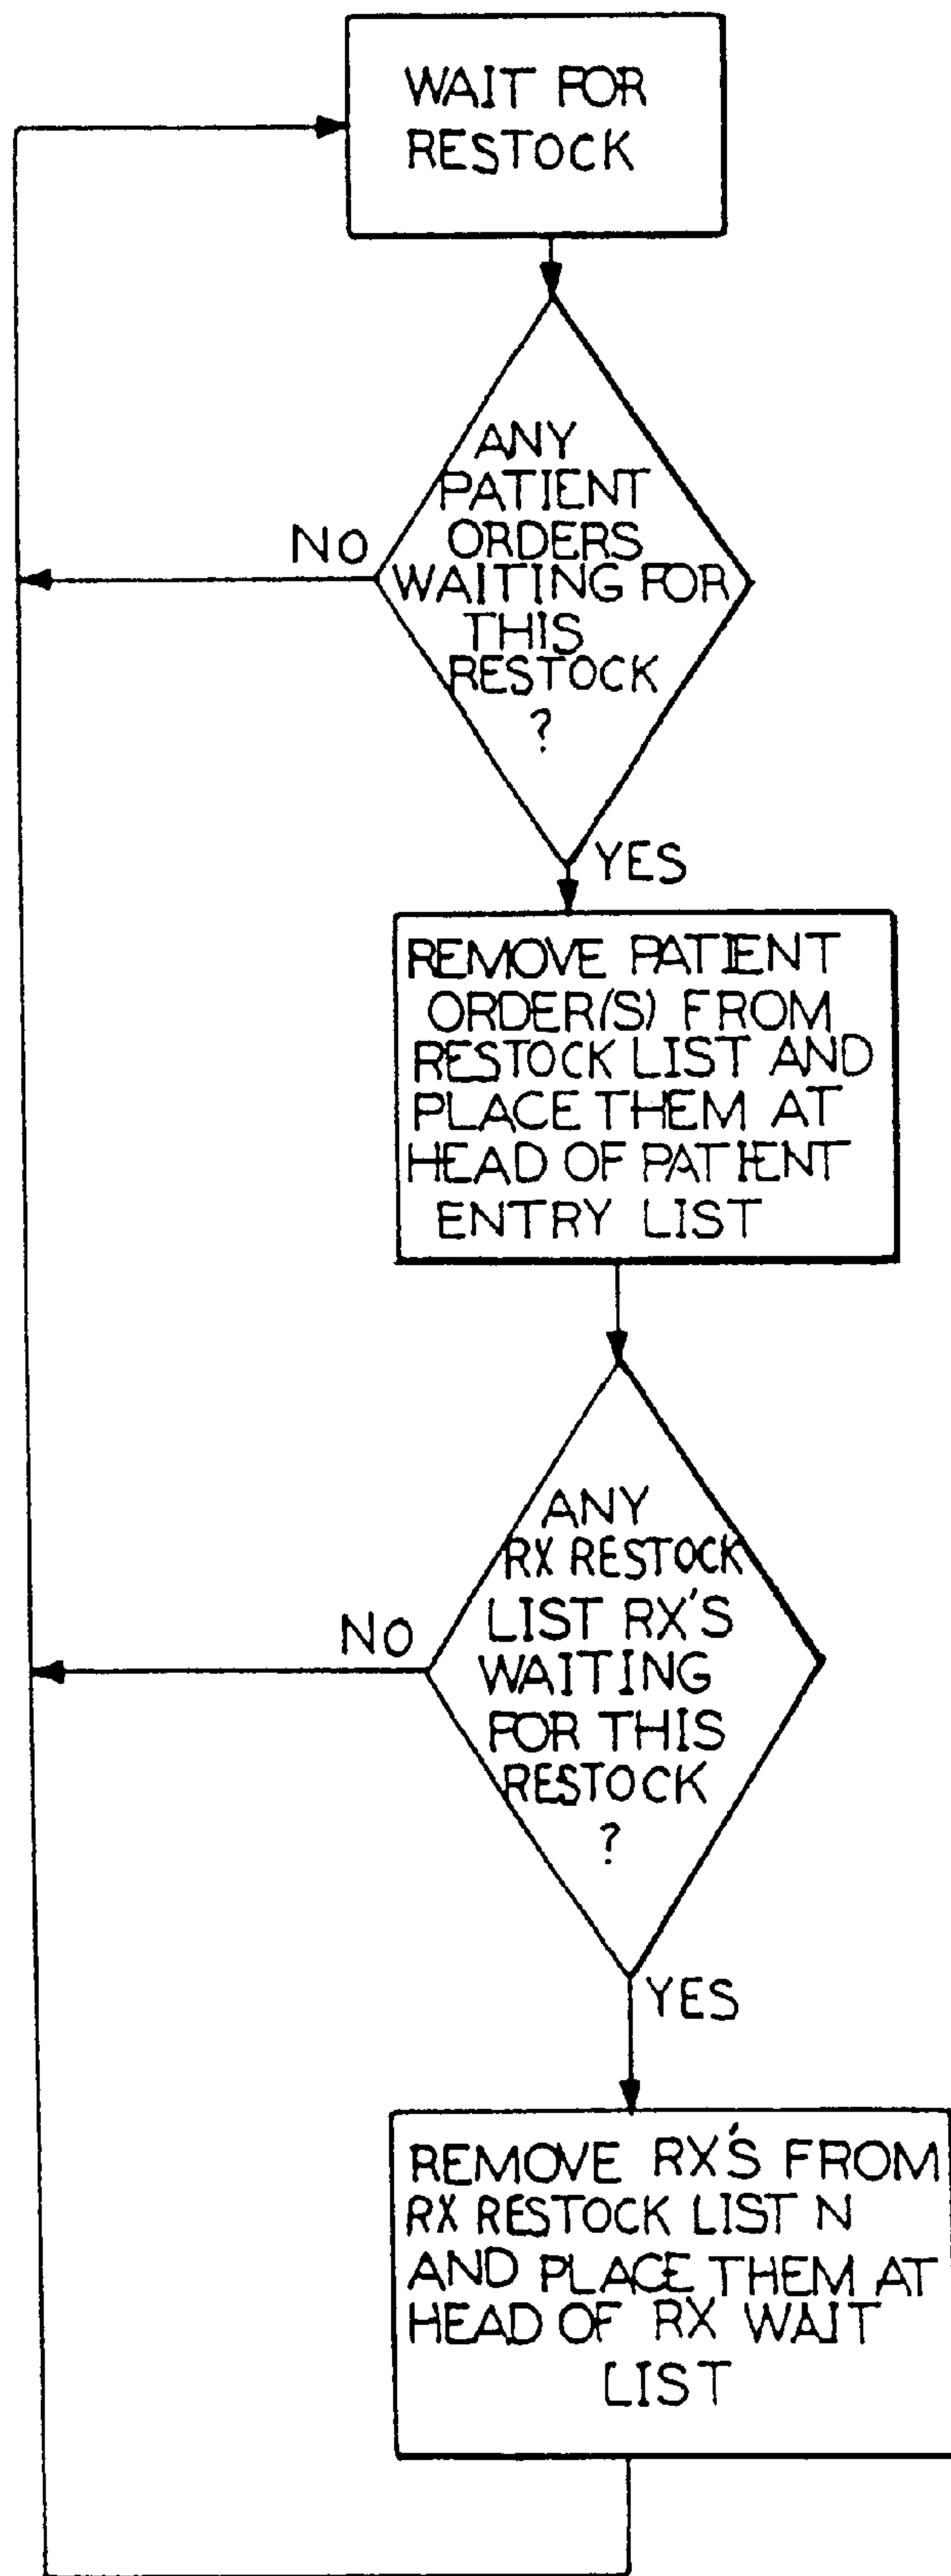 WAIT FOR
RESTOCK
ANY
PATIENT
ORDERS
WAITING FOR
THIS
RESTOCK
?
NO
YES
REMOVE PATIENT
ORDER(S) FROM
RESTOCK LIST AND
PLACE THEM AT
HEAD OF PATIENT
ENTRY LIST
ANY
RX RESTOCK
LIST RX'S
WAITING
FOR THIS
RESTOCK
?
NO
YES
REMOVE RX'S FROM
RX RESTOCK LIST N
AND PLACE THEM AT
HEAD OF RX WAIT
LIST